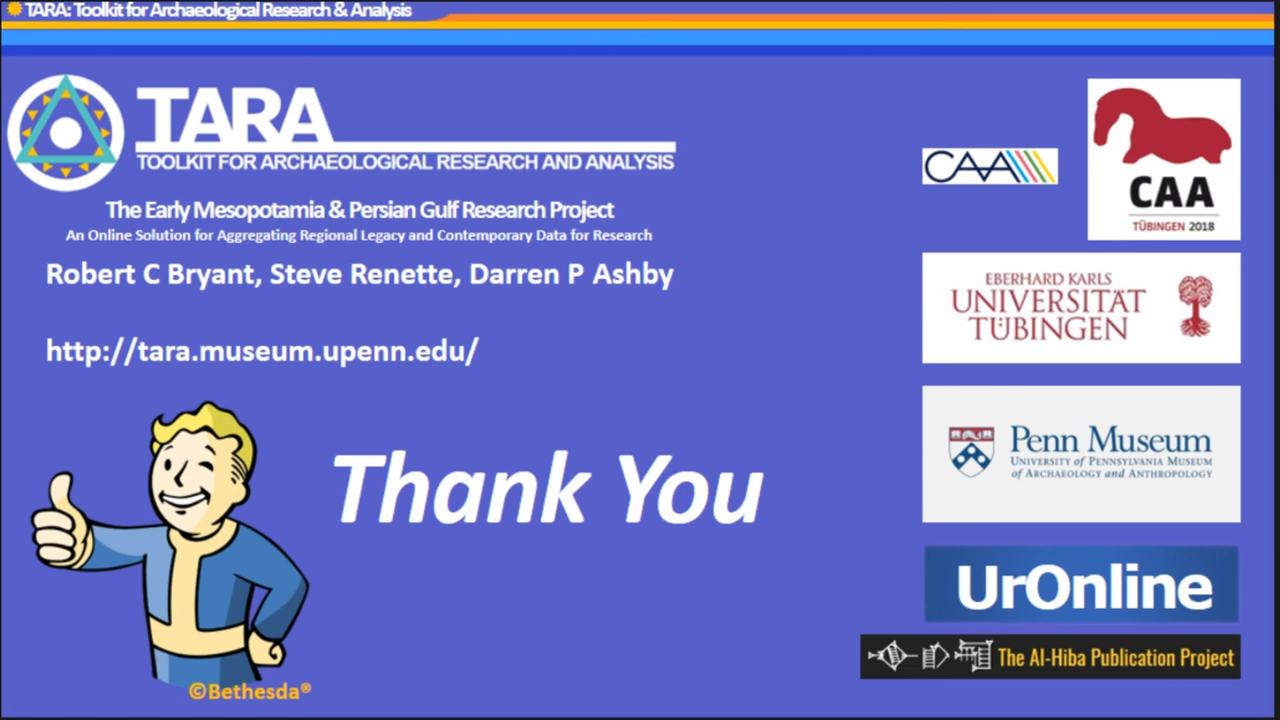 TARA: Toolkit for Archaeological Research & Analysis
TARA
TOOLKIT FOR ARCHAEOLOGICAL RESEARCH AND ANALYSIS
The Early Mesopotamia & Persian Gulf Research Project
An Online Solution for Aggregating Regional Legacy and Contemporary Data for Research
Robert C Bryant, Steve Renette, Darren P Ashby
http://tara.museum.upenn.edu/
Thank You
©Bethesda®
CAA
CAA
TÜBINGEN 2018
EBERHARD KARLS
UNIVERSITÄT
TÜBINGEN
Penn Museum
University of Pennsylvania Museum
of Archaeology and Anthropology
UrOnline
The Al-Hiba Publication Project